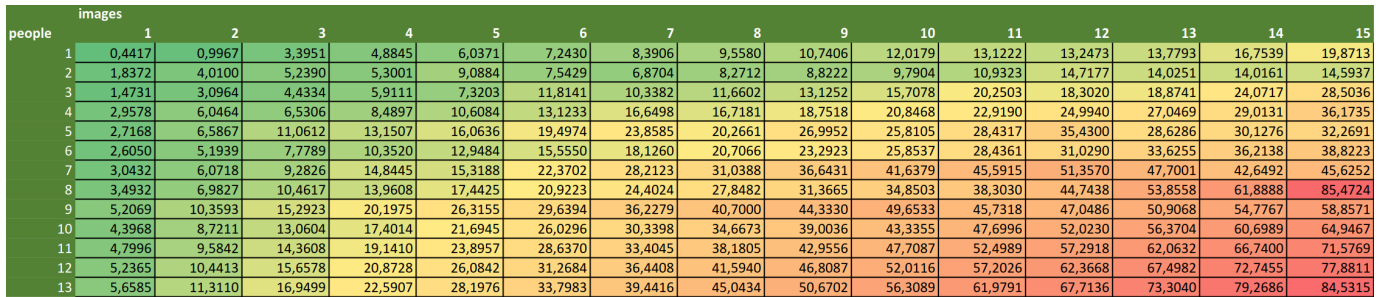 images
people 1 2 3 4 5 6 7 8 9 10 11 12 13 14 15
1 0,4417 0,9967 3,3951 4,8845 6,0371 7,2430 8,3906 9,5580 10,7406 12,0179 13,1222 13,2473 13,7793 16,7539 19,8713
2 1,8372 4,0100 5,2390 5,3001 9,0884 7,5429 6,8704 8,2712 8,8222 9,7904 10,9323 14,7177 14,0251 14,0161 14,5937
3 1,4731 3,0964 4,4334 5,9111 7,3203 11,8141 10,3382 11,6602 13,1252 15,7078 20,2503 18,3020 18,8741 24,0717 28,5036
4 2,9578 6,0464 6,5306 8,4897 10,6084 13,1233 16,6498 16,7181 18,7518 20,8468 22,9190 24,9940 27,0469 29,0131 36,1735
5 2,7168 6,5867 11,0612 13,1507 16,0636 19,4974 23,8585 20,2661 26,9952 25,8105 28,4317 35,4300 28,6286 30,1276 32,2691
6 2,6050 5,1939 7,7789 10,3520 12,9484 15,5550 18,1260 20,7066 23,2923 25,8537 28,4361 31,0290 33,6255 36,2138 38,8223
7 3,0432 6,0718 9,2826 14,8445 15,3188 22,3702 28,2123 31,0388 36,6431 41,6379 45,5915 51,3570 47,7001 42,6492 45,6252
8 3,4932 6,9827 10,4617 13,9608 17,4425 20,9223 24,4024 27,8482 31,3665 34,8503 38,3030 44,7438 53,8558 61,8888 85,4724
9 5,2069 10,3593 15,2923 20,1975 26,3155 29,6394 36,2279 40,7000 44,3330 49,6533 45,7318 47,0486 50,9068 54,7767 58,8571
10 4,3968 8,7211 13,0604 17,4014 21,6945 26,0296 30,3398 34,6673 39,0036 43,3355 47,6996 52,0230 56,3704 60,6989 64,9467
11 4,7996 9,5842 14,3608 19,1410 23,8957 28,6370 33,4045 38,1805 42,9556 47,7087 52,4989 57,2918 62,0632 66,7400 71,5769
12 5,2365 10,4413 15,6578 20,8728 26,0842 31,2684 36,4408 41,5940 46,8087 52,0116 57,2026 62,3668 67,4982 72,7455 77,8811
13 5,6585 11,3110 16,9499 22,5907 28,1976 33,7983 39,4416 45,0434 50,6702 56,3089 61,9791 67,7136 73,3040 79,2686 84,5315